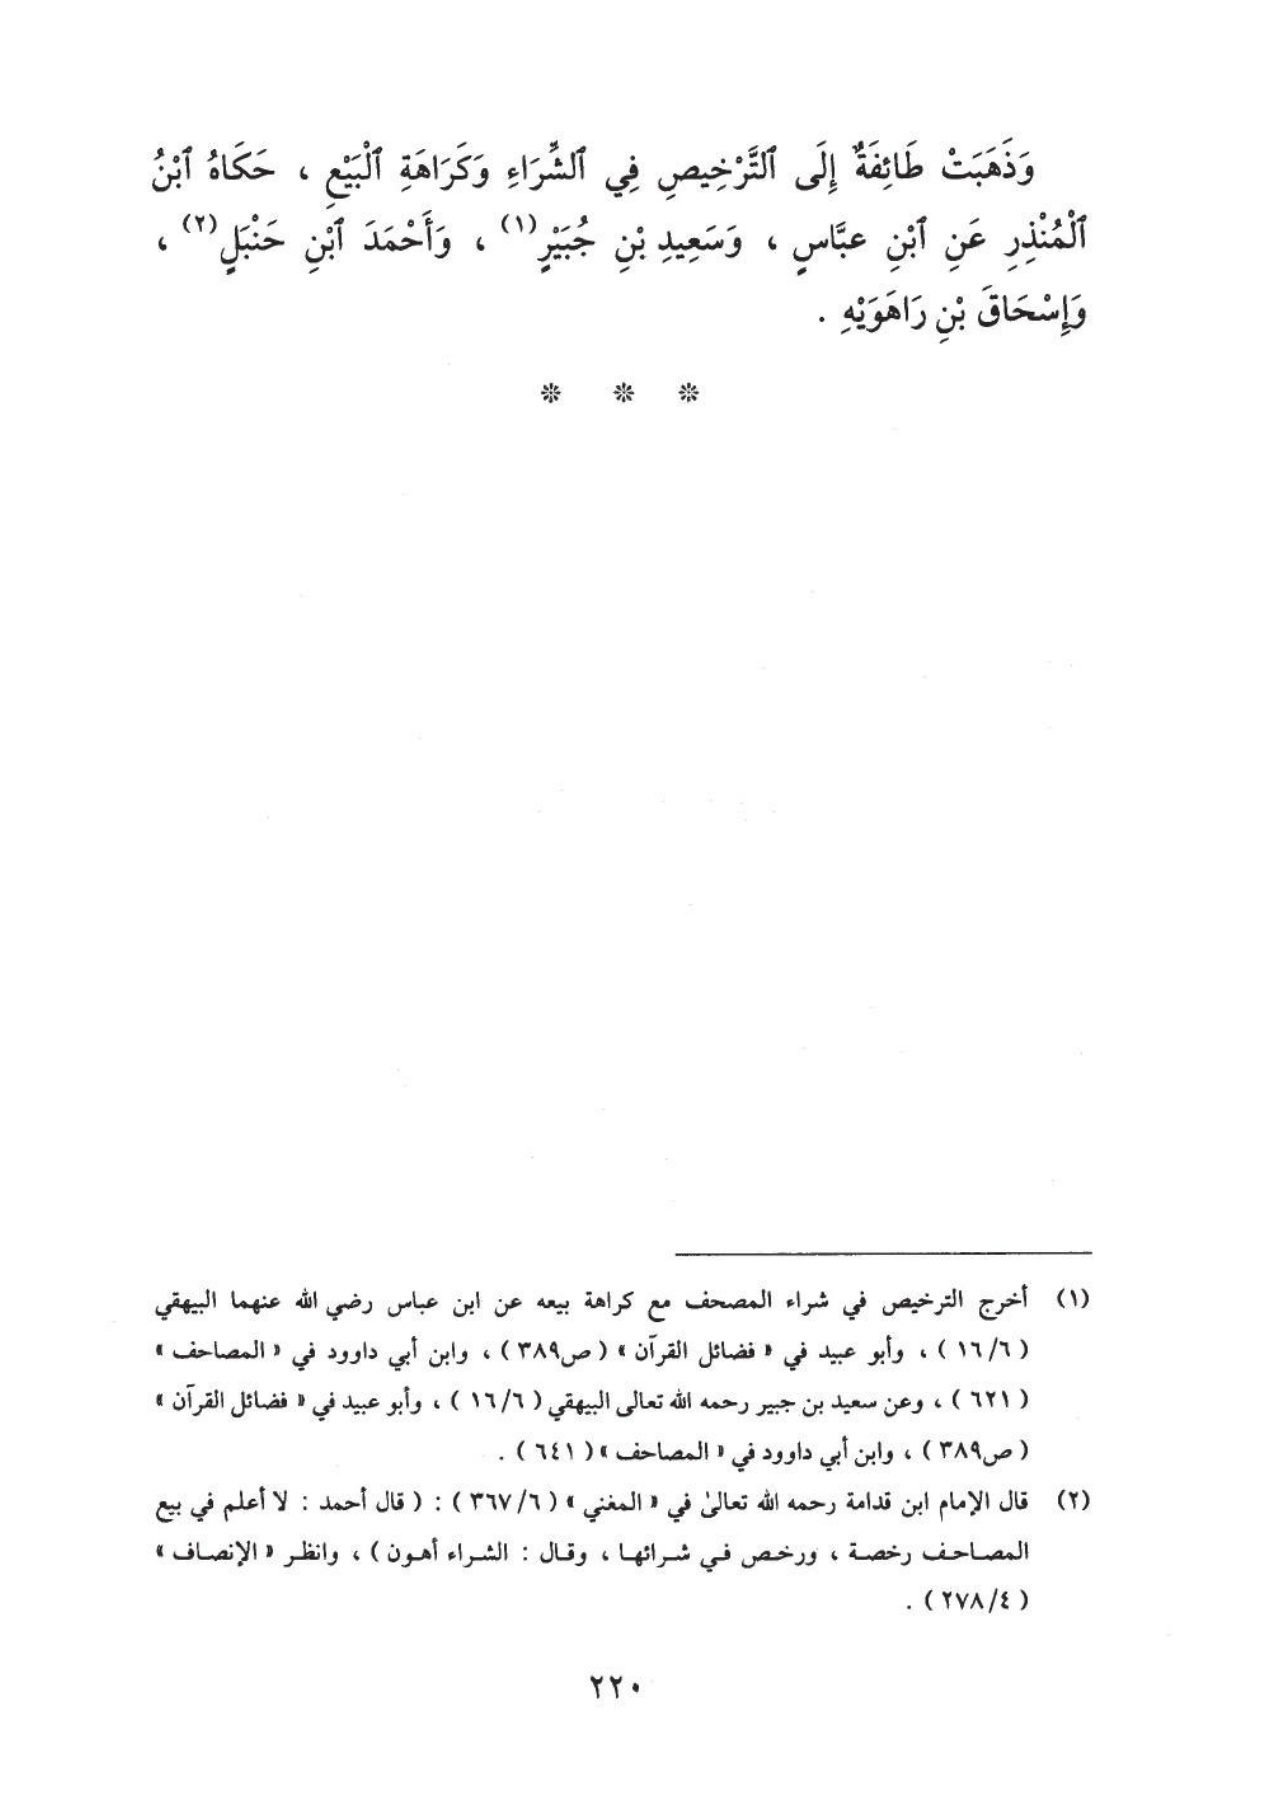 وَذَهَبَتْ طَائِفَةٌ إِلَى ٱلتَّرْخِيصِ فِي ٱلشِّرَاءِ وَكَرَاهَةِ ٱلْبَيْعِ ، حَكَاهُ ٱبْنُ
ٱلْمُنْذِرِ عَنِ ٱبْنِ عبَّاسٍ ، وَسَعِيدِ بْنِ جُبَيْرٍ(١) ، وَأَحْمَدَ ٱبْنِ حَنْبَلٍ(٢) ،
وَإِسْحَاقَ بْنِ رَاهَوَيْهِ .
* * *
(١) أخرج الترخيص في شراء المصحف مع كراهة بيعه عن ابن عباس رضي الله عنهما البيهقي
( ١٦/٦ ) ، وأبو عبيد في « فضائل القرآن » ( ص٣٨٩ ) ، وابن أبي داوود في « المصاحف »
( ٦٢١ ) ، وعن سعيد بن جبير رحمه الله تعالى البيهقي ( ١٦/٦ ) ، وأبو عبيد في « فضائل القرآن »
( ص٣٨٩ ) ، وابن أبي داوود في « المصاحف » ( ٦٤١ ) .
(٢) قال الإمام ابن قدامة رحمه الله تعالىٰ في « المغني » ( ٣٦٧/٦ ) : ( قال أحمد : لا أعلم في بيع
المصاحف رخصة ، ورخص في شرائها ، وقال : الشراء أهون ) ، وانظر « الإنصاف »
( ٢٧٨/٤ ) .
٢٢٠